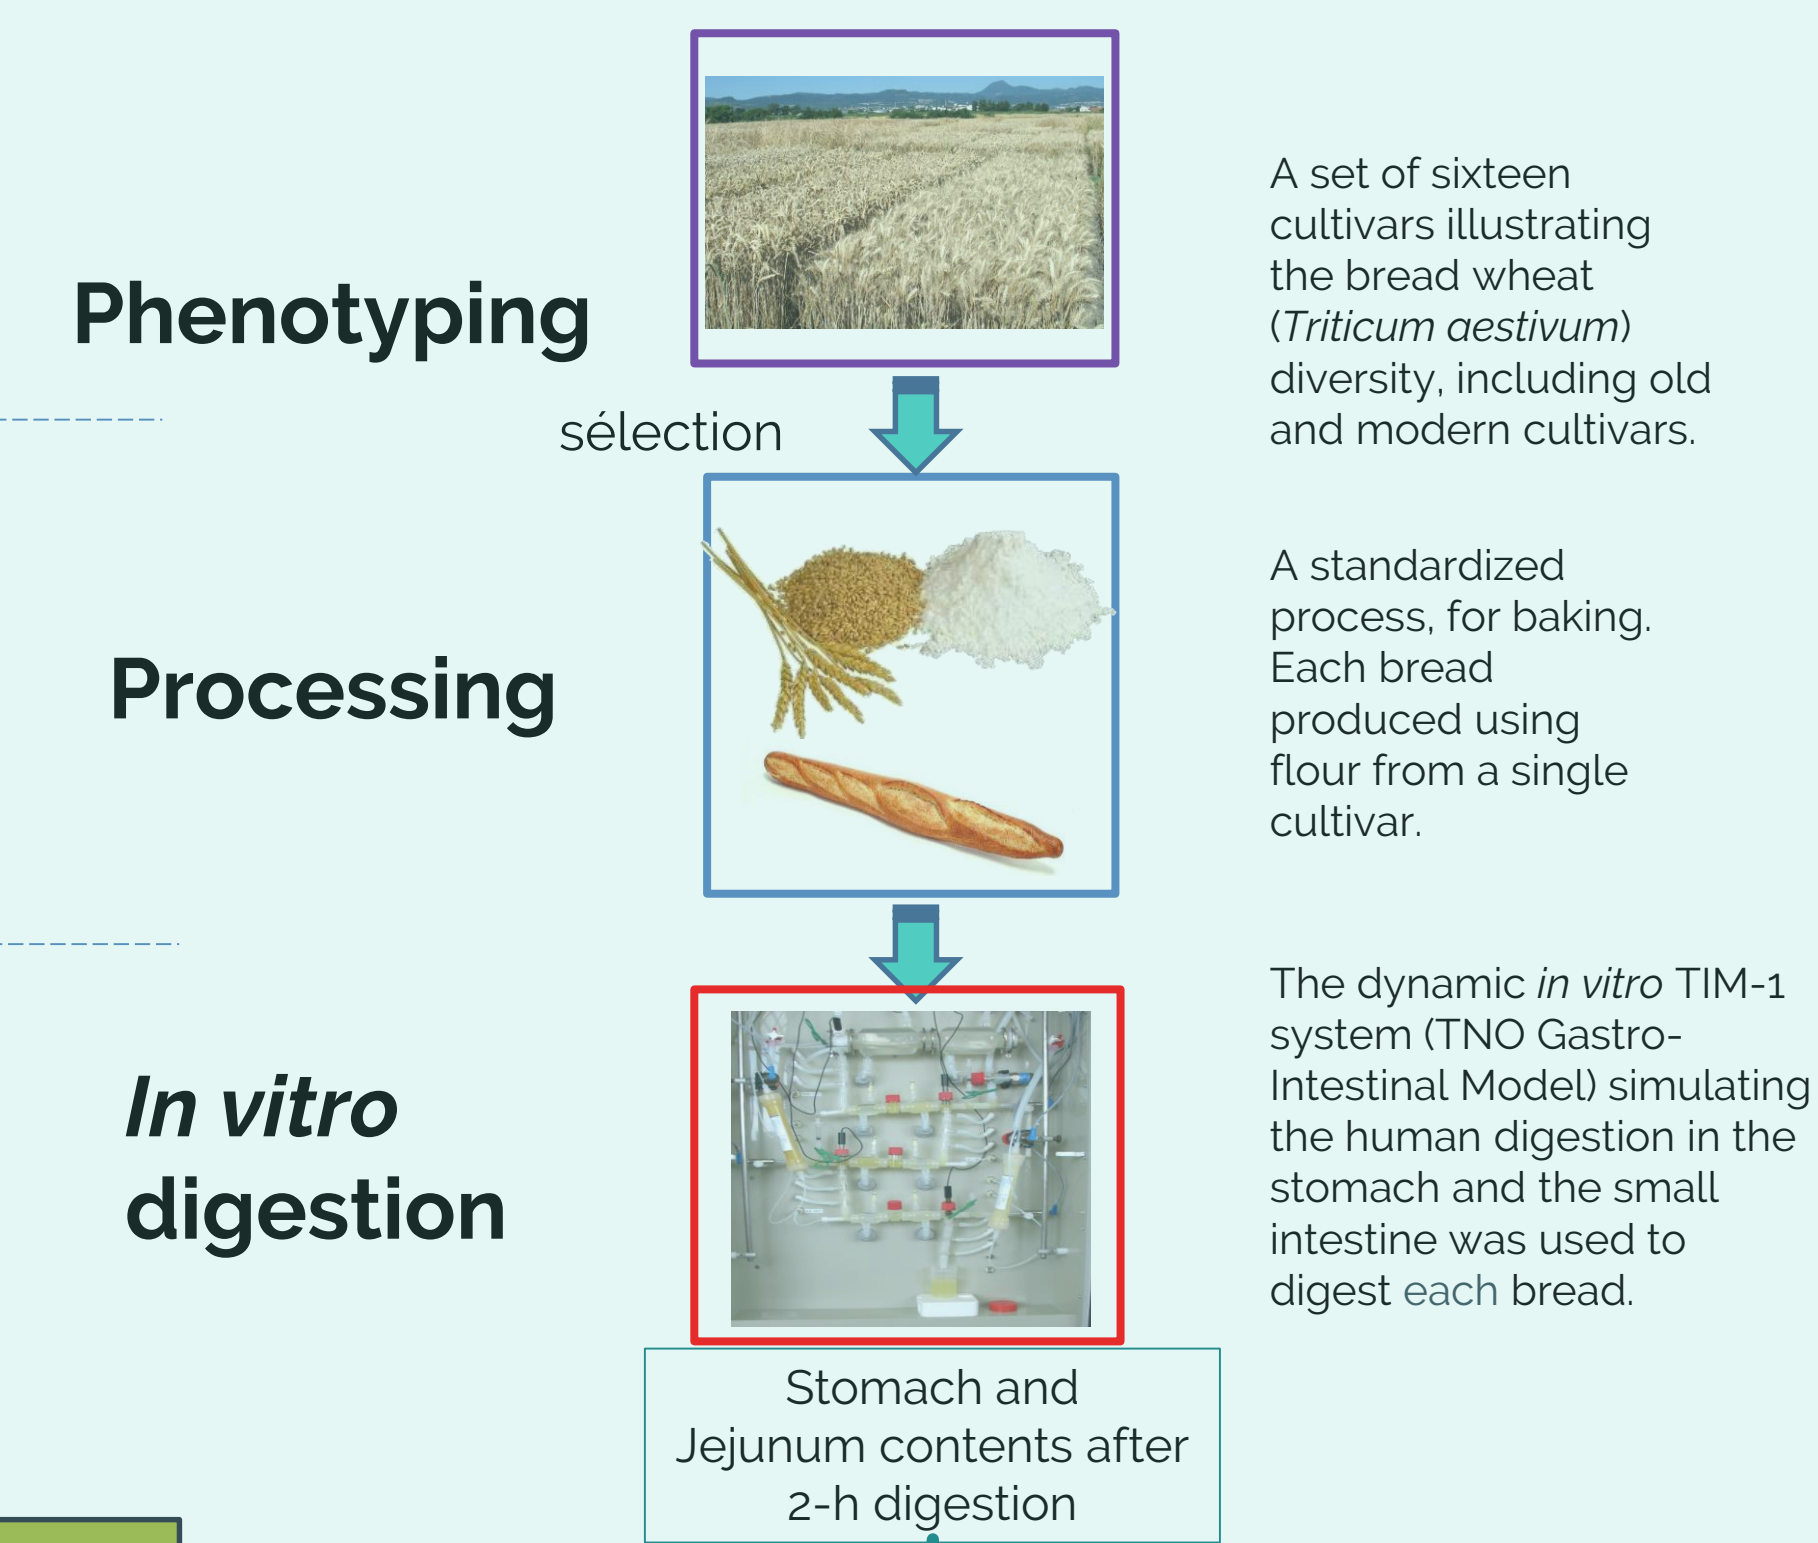 Phenotyping
A set of sixteen
cultivars illustrating
the bread wheat
(Triticum aestivum)
diversity, including old
and modern cultivars.
sélection
Processing
A standardized
process, for baking.
Each bread
produced using
flour from a single
cultivar.
In vitro
digestion
The dynamic in vitro TIM-1
system (TNO Gastro-
Intestinal Model) simulating
the human digestion in the
stomach and the small
intestine was used to
digest each bread.
Stomach and
Jejunum contents after
2-h digestion